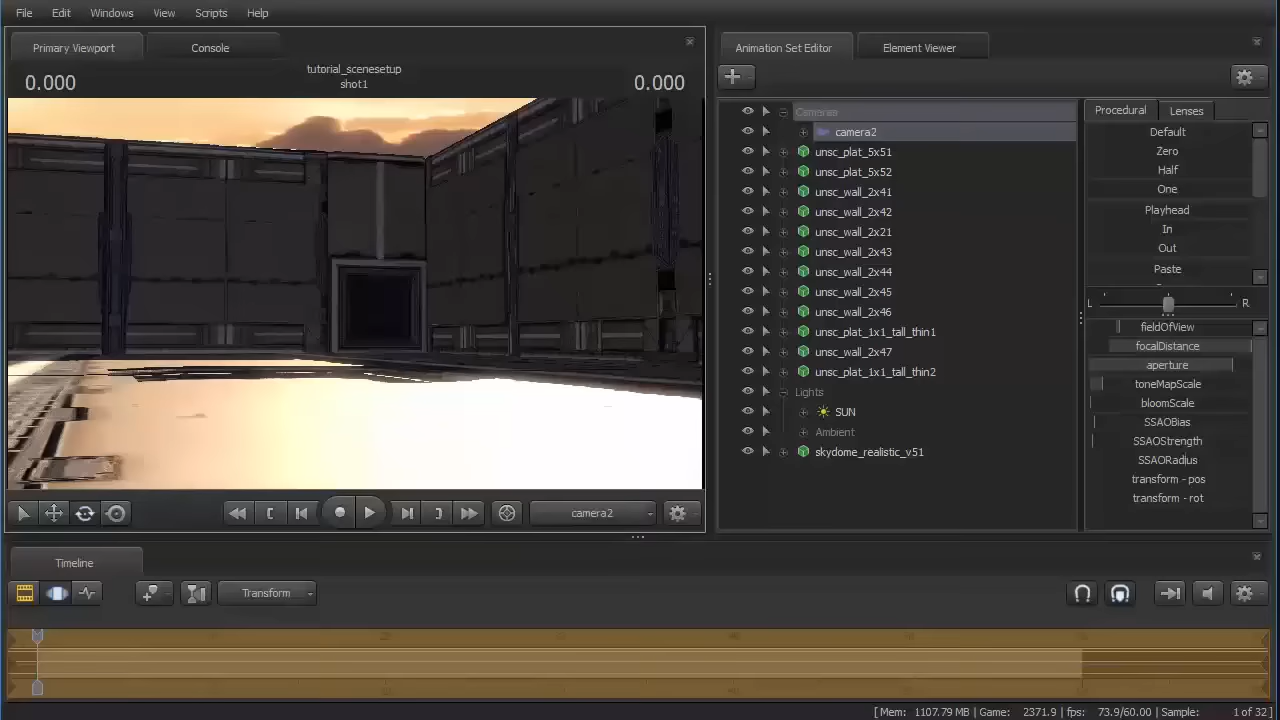 File Edit Windows View Scripts Help
Primary Viewport Console
0.000 tutorial_scenesetup 0.000
shot1
Animation Set Editor Element Viewer
Cameras
camera2
unsc_plat_5x51
unsc_plat_5x52
unsc_wall_2x41
unsc_wall_2x42
unsc_wall_2x21
unsc_wall_2x43
unsc_wall_2x44
unsc_wall_2x45
unsc_wall_2x46
unsc_plat_1x1_tall_thin1
unsc_wall_2x47
unsc_plat_1x1_tall_thin2
Lights
SUN
Ambient
skydome_realistic_v51
Procedural Lenses
Default
Zero
Half
One
Playhead
In
Out
Paste
L R
fieldOfView
focalDistance
aperture
toneMapScale
bloomScale
SSAOBias
SSAOStrength
SSAORadius
transform - pos
transform - rot
camera2
Timeline
Transform
[ Mem: 1107.79 MB | Game: 2371.9 | fps: 73.9/60.00 | Sample: 1 of 32 ]